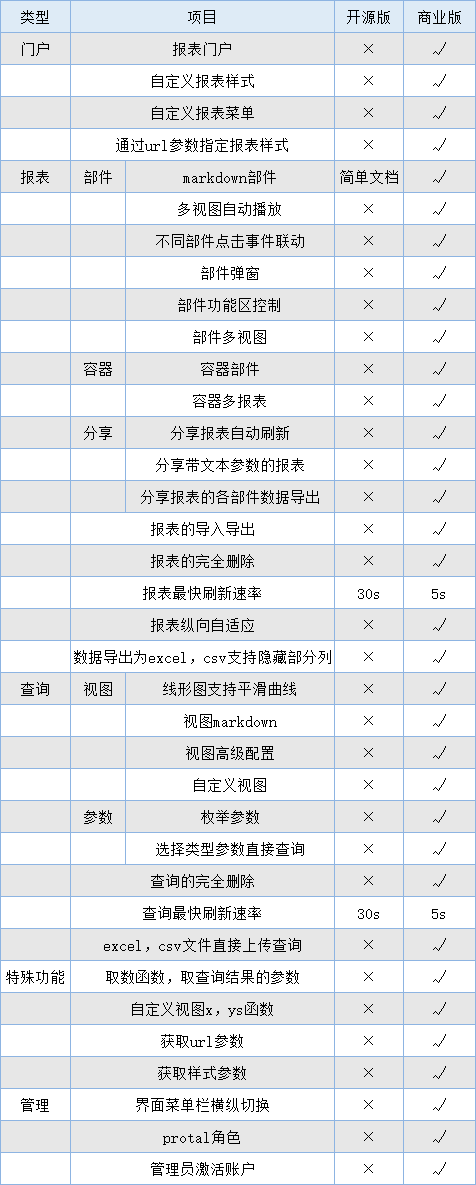 类型 项目 开源版 商业版
门户 报表门户 × √
自定义报表样式 × √
自定义报表菜单 × √
通过url参数指定报表样式 × √
报表 部件 markdown部件 简单文档 √
多视图自动播放 × √
不同部件点击事件联动 × √
部件弹窗 × √
部件功能区控制 × √
部件多视图 × √
容器 容器部件 × √
容器多报表 × √
分享 分享报表自动刷新 × √
分享带文本参数的报表 × √
分享报表的各部件数据导出 × √
报表的导入导出 × √
报表的完全删除 × √
报表最快刷新速率 30s 5s
报表纵向自适应 × √
数据导出为excel，csv支持隐藏部分列 × √
查询 视图 线形图支持平滑曲线 × √
视图markdown × √
视图高级配置 × √
自定义视图 × √
参数 枚举参数 × √
选择类型参数直接查询 × √
查询的完全删除 × √
查询最快刷新速率 30s 5s
excel，csv文件直接上传查询 × √
特殊功能 取数函数，取查询结果的参数 × √
自定义视图x，ys函数 × √
获取url参数 × √
获取样式参数 × √
管理 界面菜单栏横纵切换 × √
protal角色 × √
管理员激活账户 × √